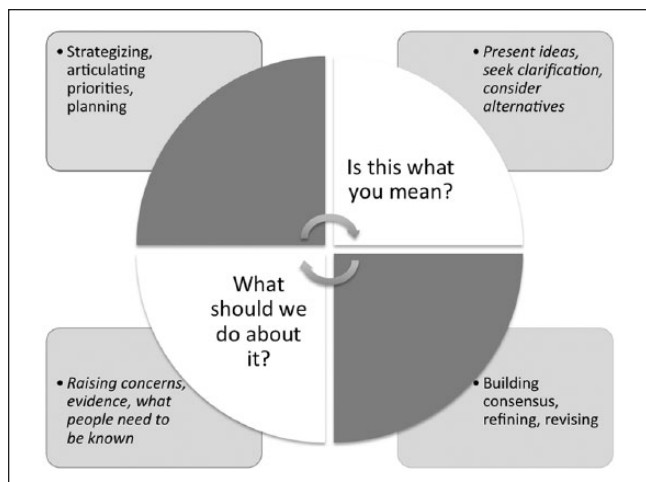 • Strategizing,
articulating
priorities,
planning
• Present ideas,
seek clarification,
consider
alternatives
Is this what
you mean?
What
should we
do about
it?
• Raising concerns,
evidence, what
people need to
be known
• Building
consensus,
refining, revising